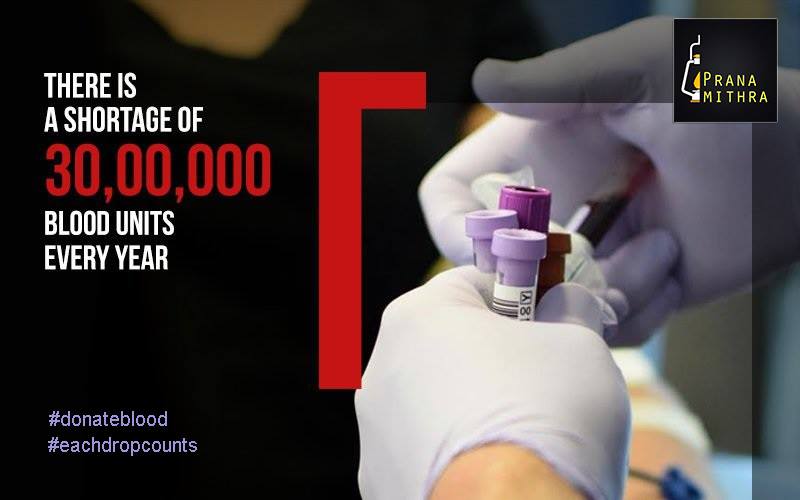 THERE IS
A SHORTAGE OF
30,00,000
BLOOD UNITS
EVERY YEAR
#donateblood
#eachdropcounts
PRANA
MITHRA